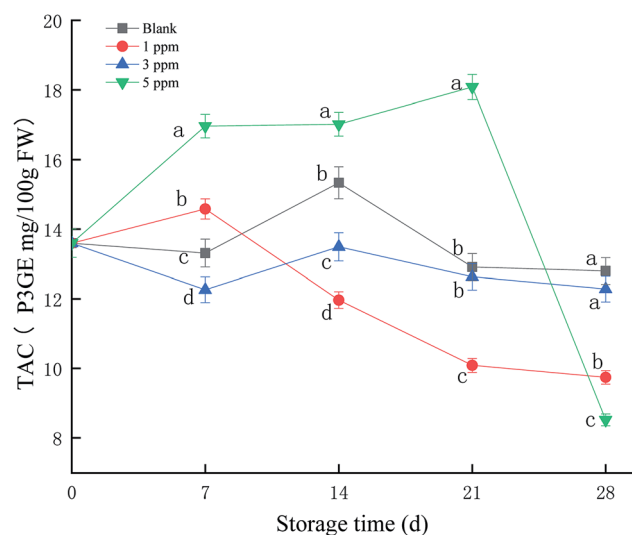 Blank
1 ppm
3 ppm
5 ppm
TAC ( P3GE mg/100g FW)
20
18
16
14
12
10
8
a
b
c
d
a
b
c
d
a
b
b
c
a
a
b
c
0
7
14
21
28
Storage time (d)